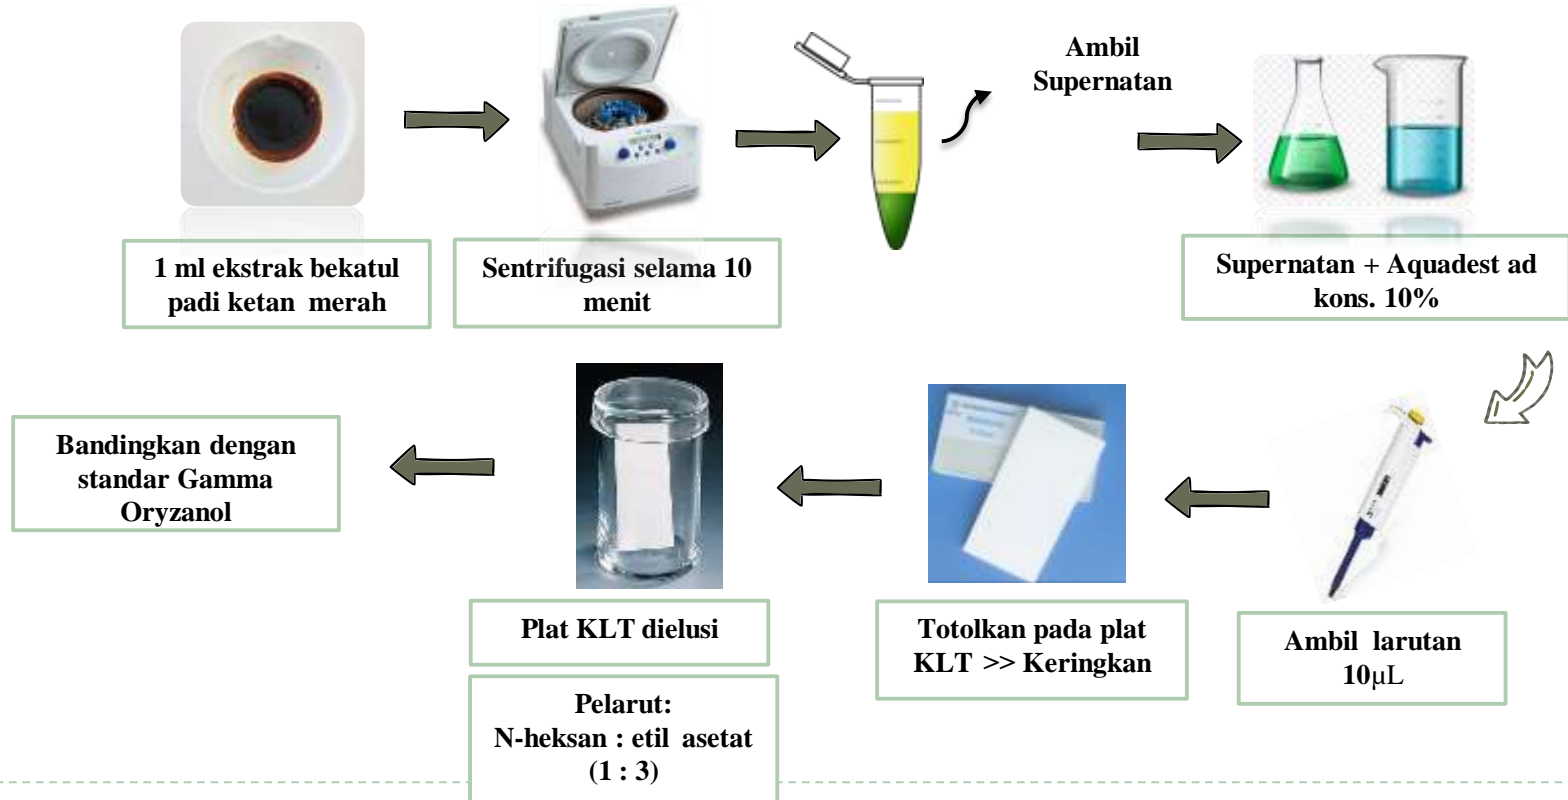 Ambil
Supernatan
1 ml ekstrak bekatul
padi ketan merah
Sentrifugasi selama 10
menit
Supernatan + Aquadest ad
kons. 10%
Bandingkan dengan
standar Gamma
Oryzanol
Plat KLT dielusi
Pelarut:
N-heksan : etil asetat
(1 : 3)
Totolkan pada plat
KLT >> Keringkan
Ambil larutan
10µL